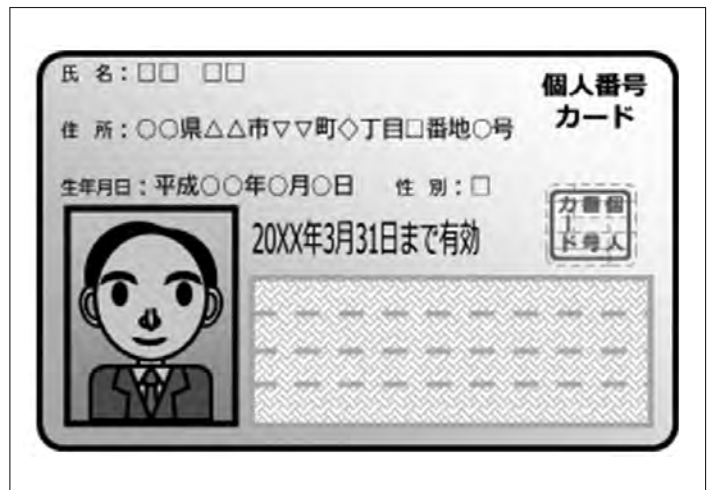 氏 名：□□ □□
個人番号
カード
住 所：○○県△△市▽▽町◇丁目□番地○号
生年月日：平成○○年○月○日 性 別：□
個人
番号
カード
20XX年3月31日まで有効